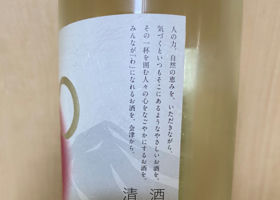 人の力、自然の恵みを、いただきながら、
気づくといつもそこにあるようなやさしいお酒を。
その一杯を囲む人々の心をなごやかにするお酒を。
みんなが「わ」になれるお酒を、会津から。
清酒